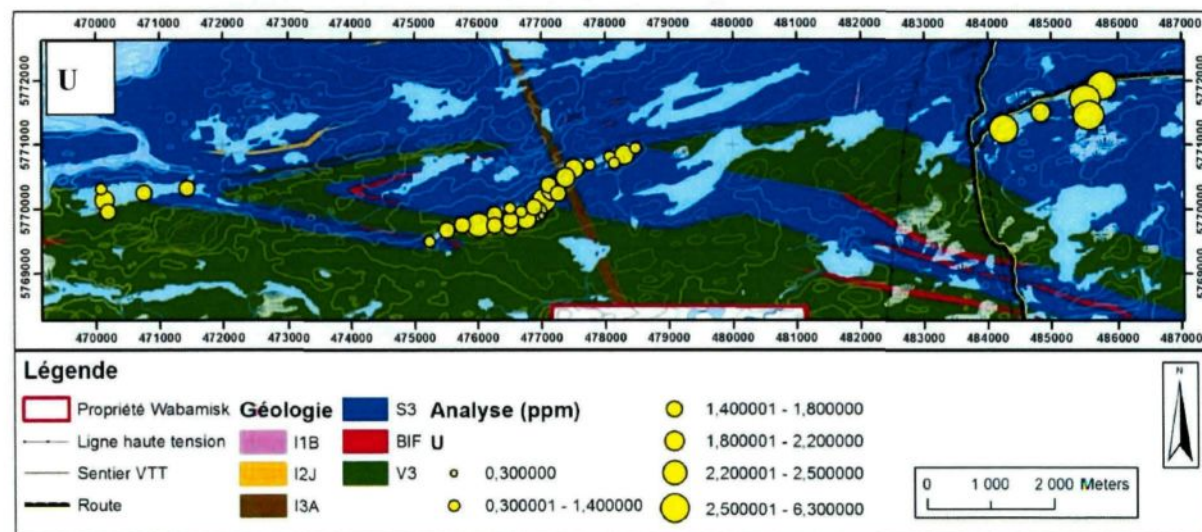 470000 471000 472000 473000 474000 475000 476000 477000 478000 479000 480000 481000 482000 483000 484000 485000 486000 487000
U
5772000 5772000
5771000 5771000
5770000 5770000
5769000 5769000
470000 471000 472000 473000 474000 475000 476000 477000 478000 479000 480000 481000 482000 483000 484000 485000 486000 487000
Légende
Propriété Wabamisk
Ligne haute tension
Sentier VTT
Route
Géologie
I1B
I2J
I3A
S3
BIF
V3
Analyse (ppm)
U
0,300000
0,300001 - 1,400000
1,400001 - 1,800000
1,800001 - 2,200000
2,200001 - 2,500000
2,500001 - 6,300000
N
0 1 000 2 000 Meters